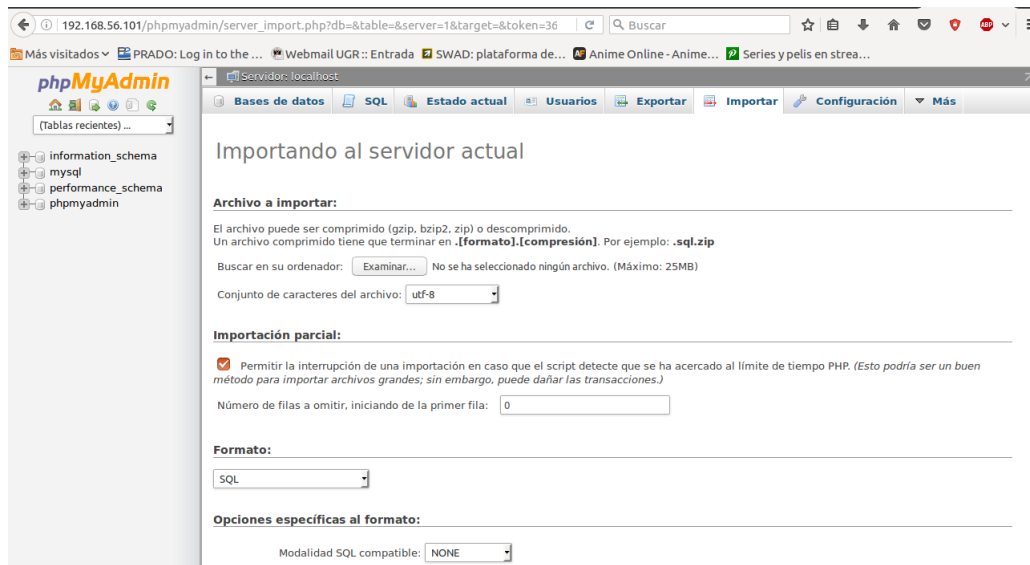 192.168.56.101/phpmyadmin/server_import.php?db=&table=&server=1&target=&token=36
Buscar
ABP
Más visitados
PRADO: Log in to the ...
Webmail UGR :: Entrada
SWAD: plataforma de...
AF Anime Online - Anime...
Series y pelis en strea...
phpMyAdmin
(Tablas recientes) ...
information_schema
mysql
performance_schema
phpmyadmin
Servidor: localhost
Bases de datos
SQL
Estado actual
Usuarios
Exportar
Importar
Configuración
Más
Importando al servidor actual
Archivo a importar:
El archivo puede ser comprimido (gzip, bzip2, zip) o descomprimido.
Un archivo comprimido tiene que terminar en .[formato].[compresión]. Por ejemplo: .sql.zip
Buscar en su ordenador: Examinar... No se ha seleccionado ningún archivo. (Máximo: 25MB)
Conjunto de caracteres del archivo: utf-8
Importación parcial:
Permitir la interrupción de una importación en caso que el script detecte que se ha acercado al límite de tiempo PHP. (Esto podría ser un buen
método para importar archivos grandes; sin embargo, puede dañar las transacciones.)
Número de filas a omitir, iniciando de la primer fila: 0
Formato:
SQL
Opciones específicas al formato:
Modalidad SQL compatible: NONE